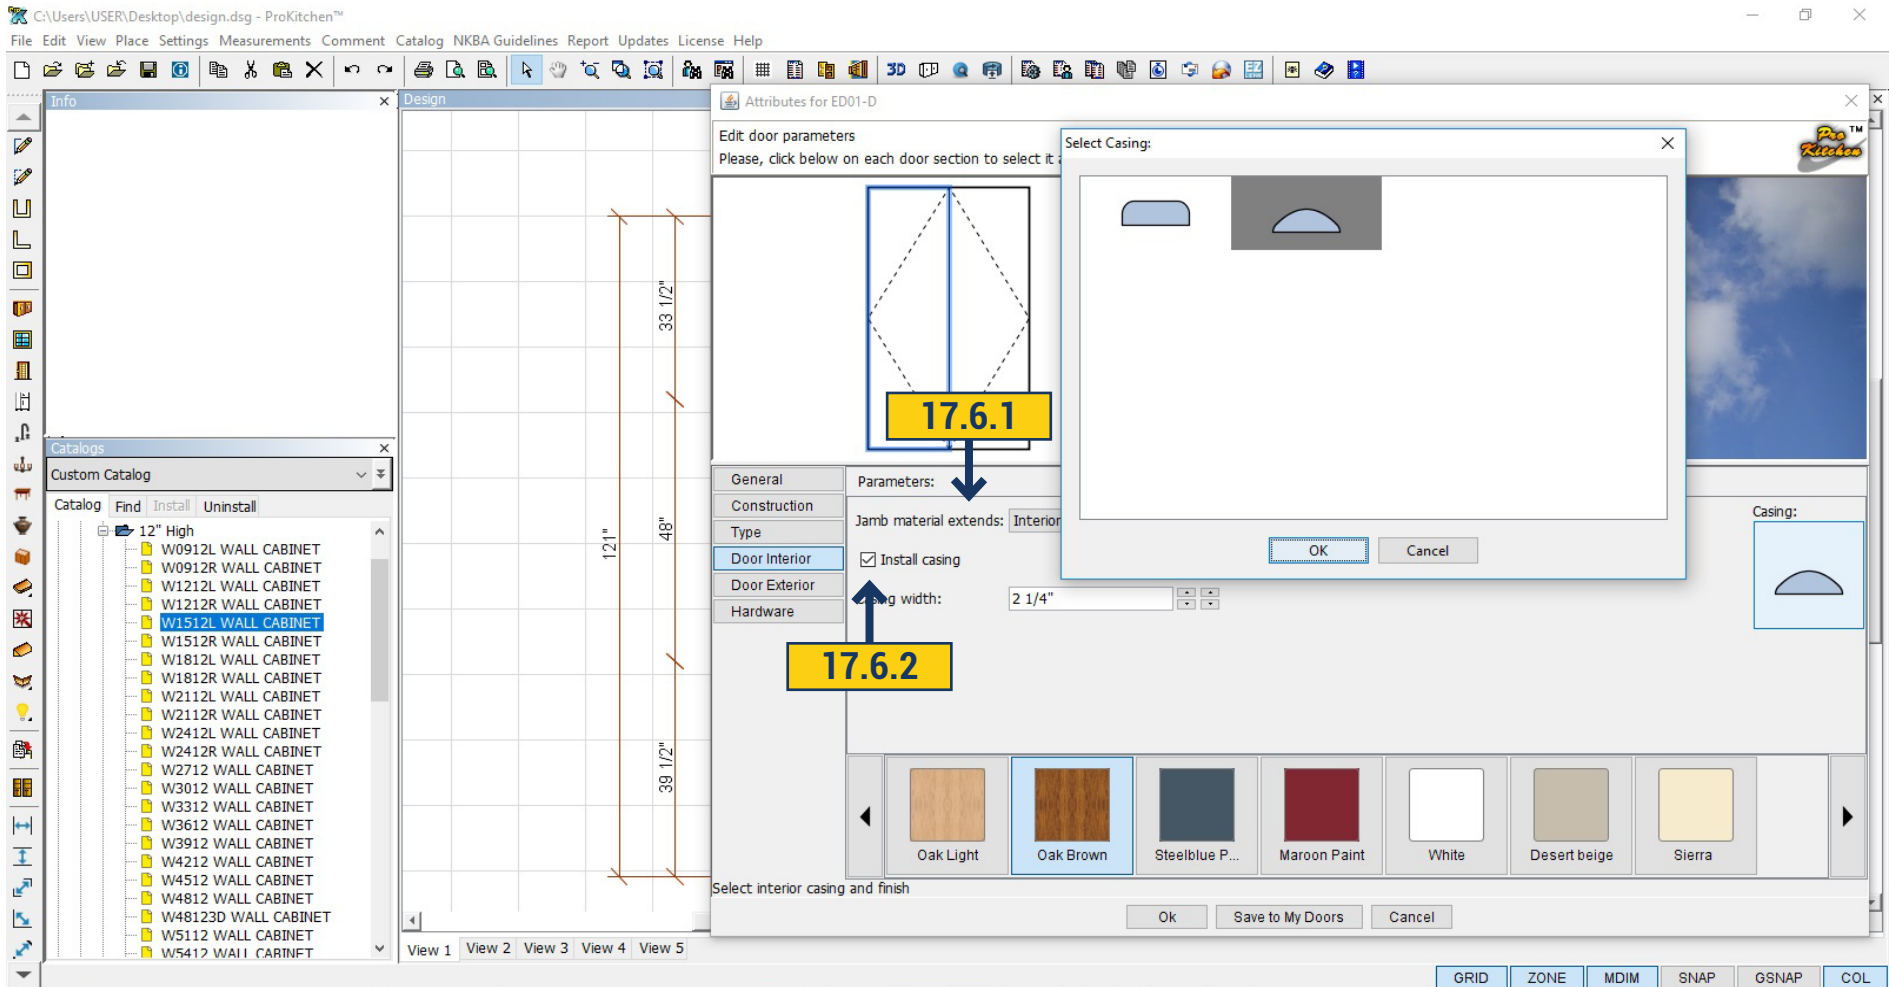 C:\Users\USER\Desktop\design.dsg - ProKitchen™
File Edit View Place Settings Measurements Comment Catalog NKBA Guidelines Report Updates License Help
3D
EZ
Info
Design
Attributes for ED01-D
Edit door parameters
Please, click below on each door section to select it
Pro Kitchen TM
Select Casing:
OK
Cancel
33 1/2"
48"
121"
39 1/2"
17.6.1
17.6.2
Catalogs
Custom Catalog
Catalog Find Install Uninstall
12" High
W0912L WALL CABINET
W0912R WALL CABINET
W1212L WALL CABINET
W1212R WALL CABINET
W1512L WALL CABINET
W1512R WALL CABINET
W1812L WALL CABINET
W1812R WALL CABINET
W2112L WALL CABINET
W2112R WALL CABINET
W2412L WALL CABINET
W2412R WALL CABINET
W2712 WALL CABINET
W3012 WALL CABINET
W3312 WALL CABINET
W3612 WALL CABINET
W3912 WALL CABINET
W4212 WALL CABINET
W4512 WALL CABINET
W4812 WALL CABINET
W48123D WALL CABINET
W5112 WALL CABINET
W5412 WALL CABINET
General
Construction
Type
Door Interior
Door Exterior
Hardware
Parameters:
Jamb material extends: Interior
Install casing
width: 2 1/4"
Casing:
Oak Light
Oak Brown
Steelblue P...
Maroon Paint
White
Desert beige
Sierra
Select interior casing and finish
Ok
Save to My Doors
Cancel
View 1 View 2 View 3 View 4 View 5
GRID ZONE MDIM SNAP GSNAP COL